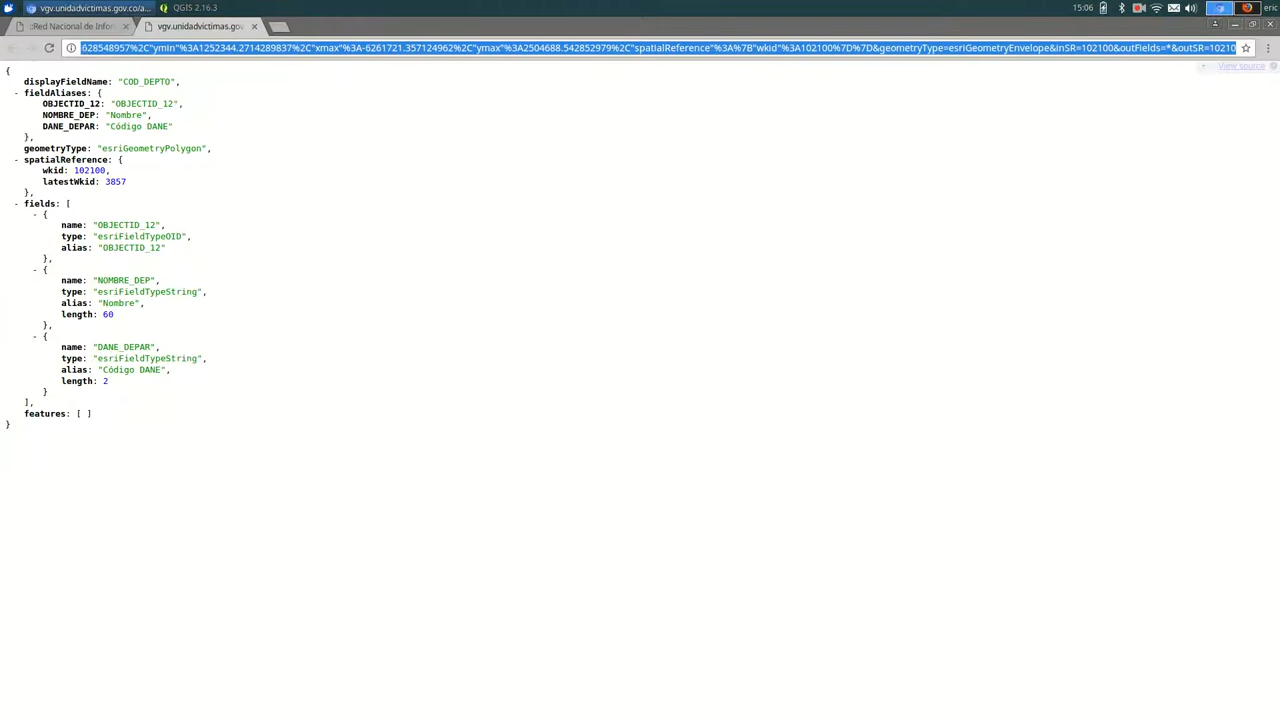 vgv.unidadvictimas.gov.co/a...
QGIS 2.16.3
15:06
eric
::Red Nacional de Infor
vgv.unidadvictimas.gov
628548957%2C"ymin"%3A1252344.2714289837%2C"xmax"%3A-6261721.357124962%2C"ymax"%3A2504688.542852979%2C"spatialReference"%3A%7B"wkid"%3A102100%7D%7D&geometryType=esriGeometryEnvelope&inSR=102100&outFields=*&outSR=10210
View source
{
displayFieldName: "COD_DEPTO",
- fieldAliases: {
OBJECTID_12: "OBJECTID_12",
NOMBRE_DEP: "Nombre",
DANE_DEPAR: "Código DANE"
},
geometryType: "esriGeometryPolygon",
- spatialReference: {
wkid: 102100,
latestWkid: 3857
},
- fields: [
- {
name: "OBJECTID_12",
type: "esriFieldTypeOID",
alias: "OBJECTID_12"
},
- {
name: "NOMBRE_DEP",
type: "esriFieldTypeString",
alias: "Nombre",
length: 60
},
- {
name: "DANE_DEPAR",
type: "esriFieldTypeString",
alias: "Código DANE",
length: 2
}
],
features: [ ]
}